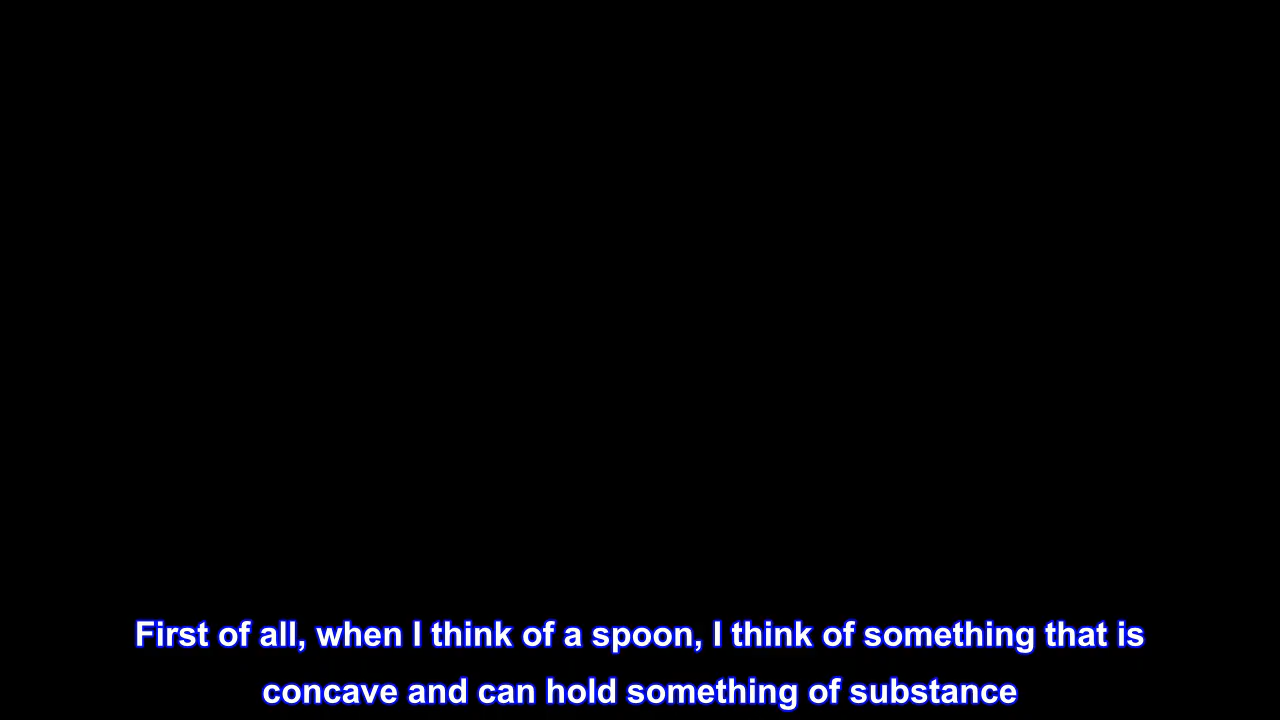 First of all, when I think of a spoon, I think of something that is
concave and can hold something of substance